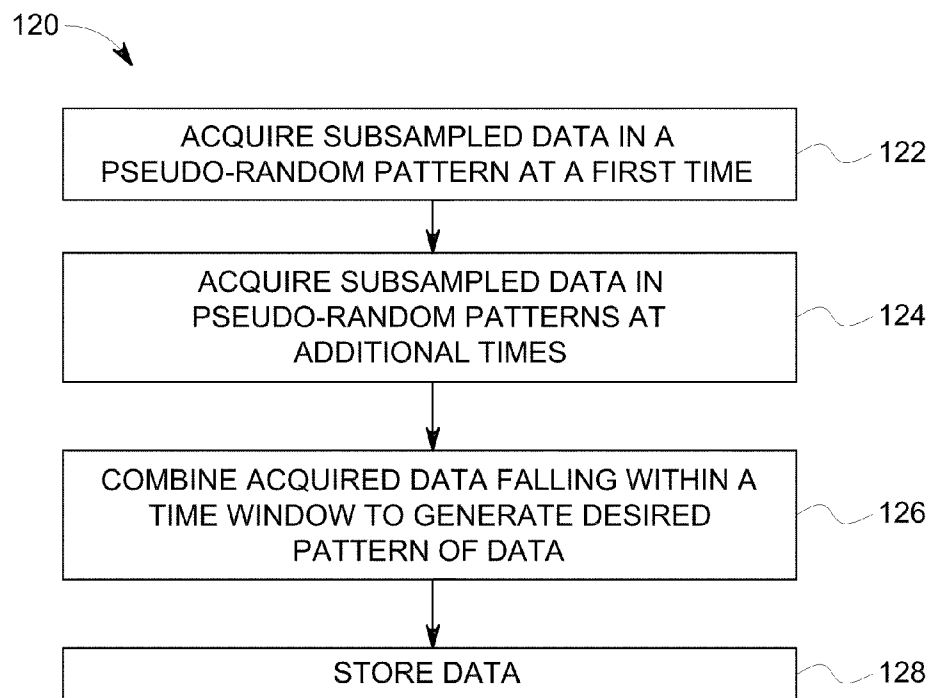 120
ACQUIRE SUBSAMPLED DATA IN A
PSEUDO-RANDOM PATTERN AT A FIRST TIME
122
ACQUIRE SUBSAMPLED DATA IN
PSEUDO-RANDOM PATTERNS AT
ADDITIONAL TIMES
124
COMBINE ACQUIRED DATA FALLING WITHIN A
TIME WINDOW TO GENERATE DESIRED
PATTERN OF DATA
126
STORE DATA
128